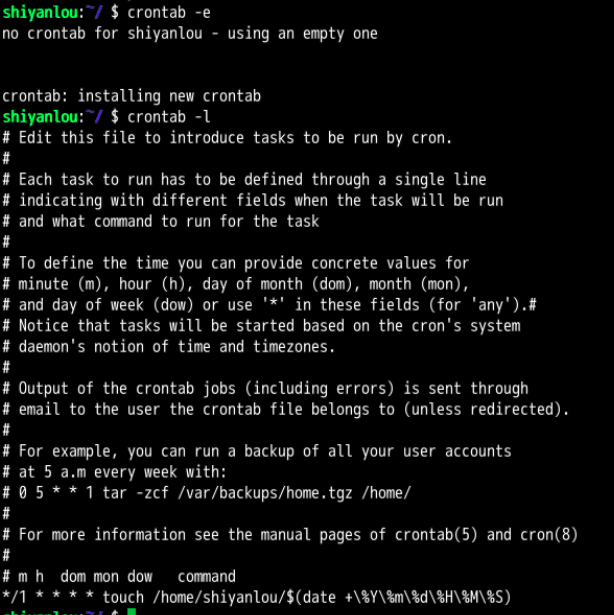 shiyanlou:~/ $ crontab -e
no crontab for shiyanlou - using an empty one
crontab: installing new crontab
shiyanlou:~/ $ crontab -l
# Edit this file to introduce tasks to be run by cron.
#
# Each task to run has to be defined through a single line
# indicating with different fields when the task will be run
# and what command to run for the task
#
# To define the time you can provide concrete values for
# minute (m), hour (h), day of month (dom), month (mon),
# and day of week (dow) or use '*' in these fields (for 'any').#
# Notice that tasks will be started based on the cron's system
# daemon's notion of time and timezones.
#
# Output of the crontab jobs (including errors) is sent through
# email to the user the crontab file belongs to (unless redirected).
#
# For example, you can run a backup of all your user accounts
# at 5 a.m every week with:
# 0 5 * * 1 tar -zcf /var/backups/home.tgz /home/
#
# For more information see the manual pages of crontab(5) and cron(8)
#
# m h  dom mon dow   command
*/1 * * * * touch /home/shiyanlou/$(date +\%Y\%m\%d\%H\%M\%S)
shiyanlou:~/ $